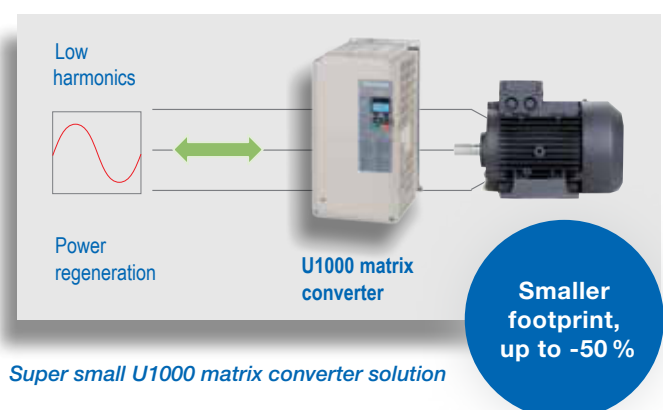 Low
harmonics
Power
regeneration
U1000 matrix
converter
Smaller
footprint,
up to -50 %
Super small U1000 matrix converter solution